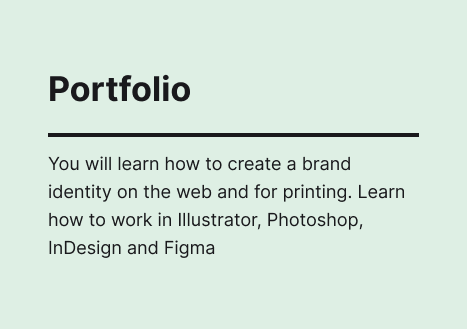 Portfolio
You will learn how to create a brand
identity on the web and for printing. Learn
how to work in Illustrator, Photoshop,
InDesign and Figma